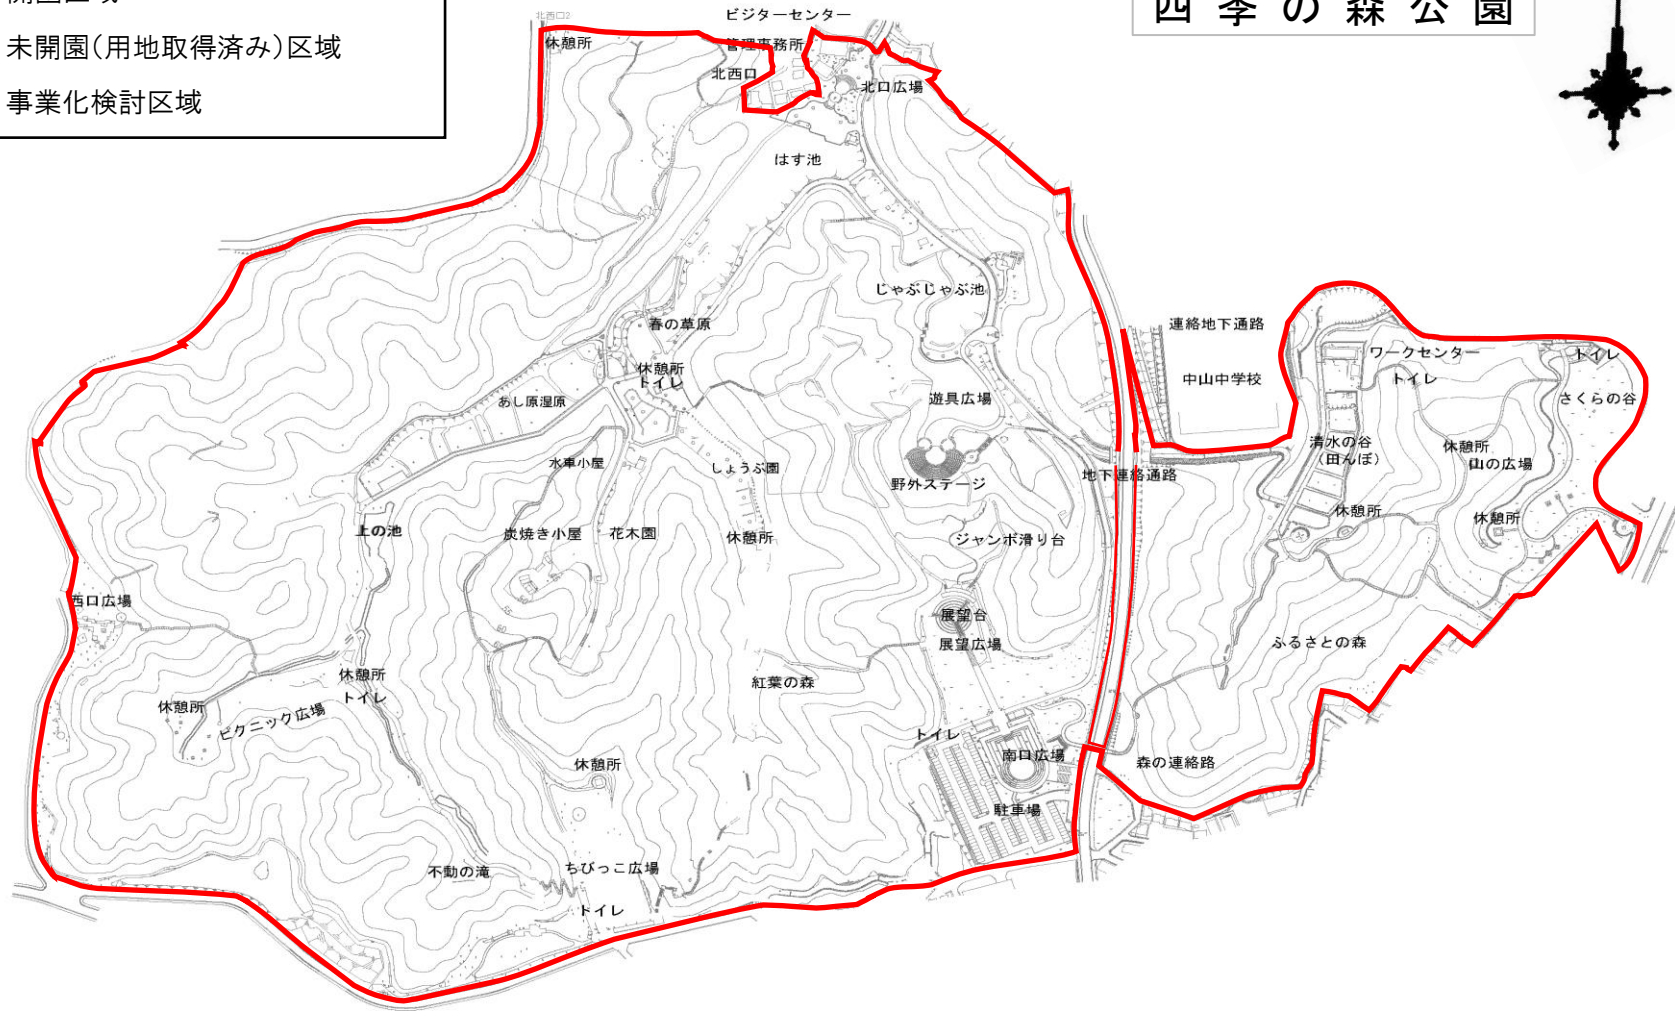 開園区域
未開園(用地取得済み)区域
事業化検討区域
四季の森公園
北西口2
休憩所
ビジターセンター
管理事務所
北西口
北口広場
はす池
じゃぶじゃぶ池
春の草原
休憩所
トイレ
あし原湿原
遊具広場
連絡地下通路
中山中学校
ワークセンター
トイレ
トイレ
さくらの谷
清水の谷
(田んぼ)
休憩所
山の広場
水車小屋
しょうぶ園
野外ステージ
地下連絡通路
休憩所
休憩所
上の池
炭焼き小屋
花木園
休憩所
ジャンボ滑り台
西口広場
展望台
展望広場
ふるさとの森
休憩所
トイレ
紅葉の森
休憩所
ピクニック広場
トイレ
南口広場
森の連絡路
休憩所
駐車場
不動の滝
ちびっこ広場
トイレ